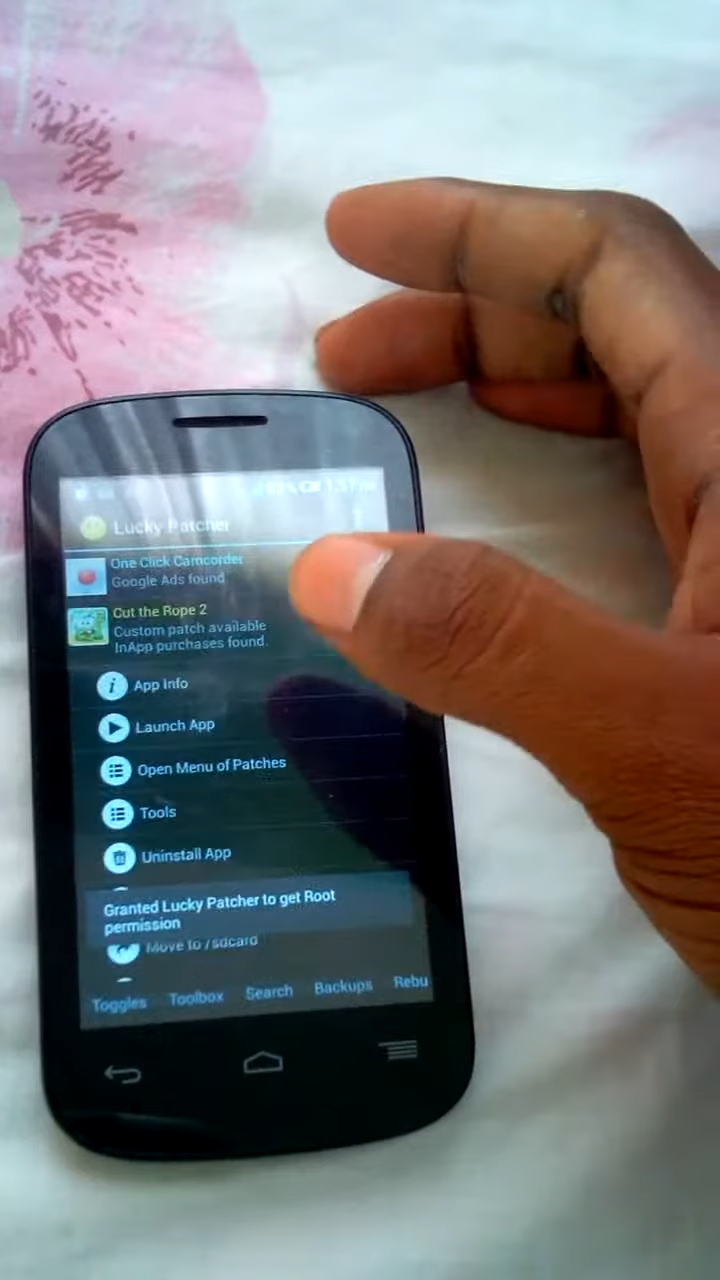 Lucky Patcher
One Click Camcorder
Google Ads found
Cut the Rope 2
Custom patch available
InApp purchases found.
App Info
Launch App
Open Menu of Patches
Tools
Uninstall App
Granted Lucky Patcher to get Root
permission
Move to /sdcard
Toggles Toolbox Search Backups Rebu